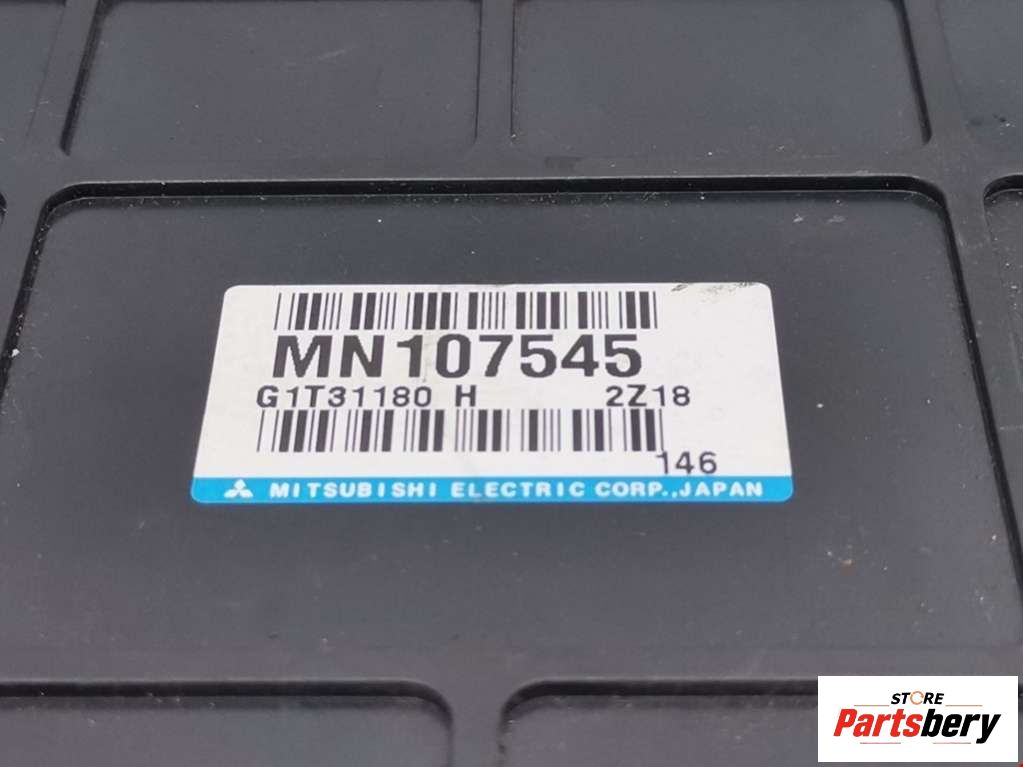 MN107545
G1T31180 H 2Z18
146
MITSUBISHI ELECTRIC CORP.,JAPAN
STORE
Partsbery